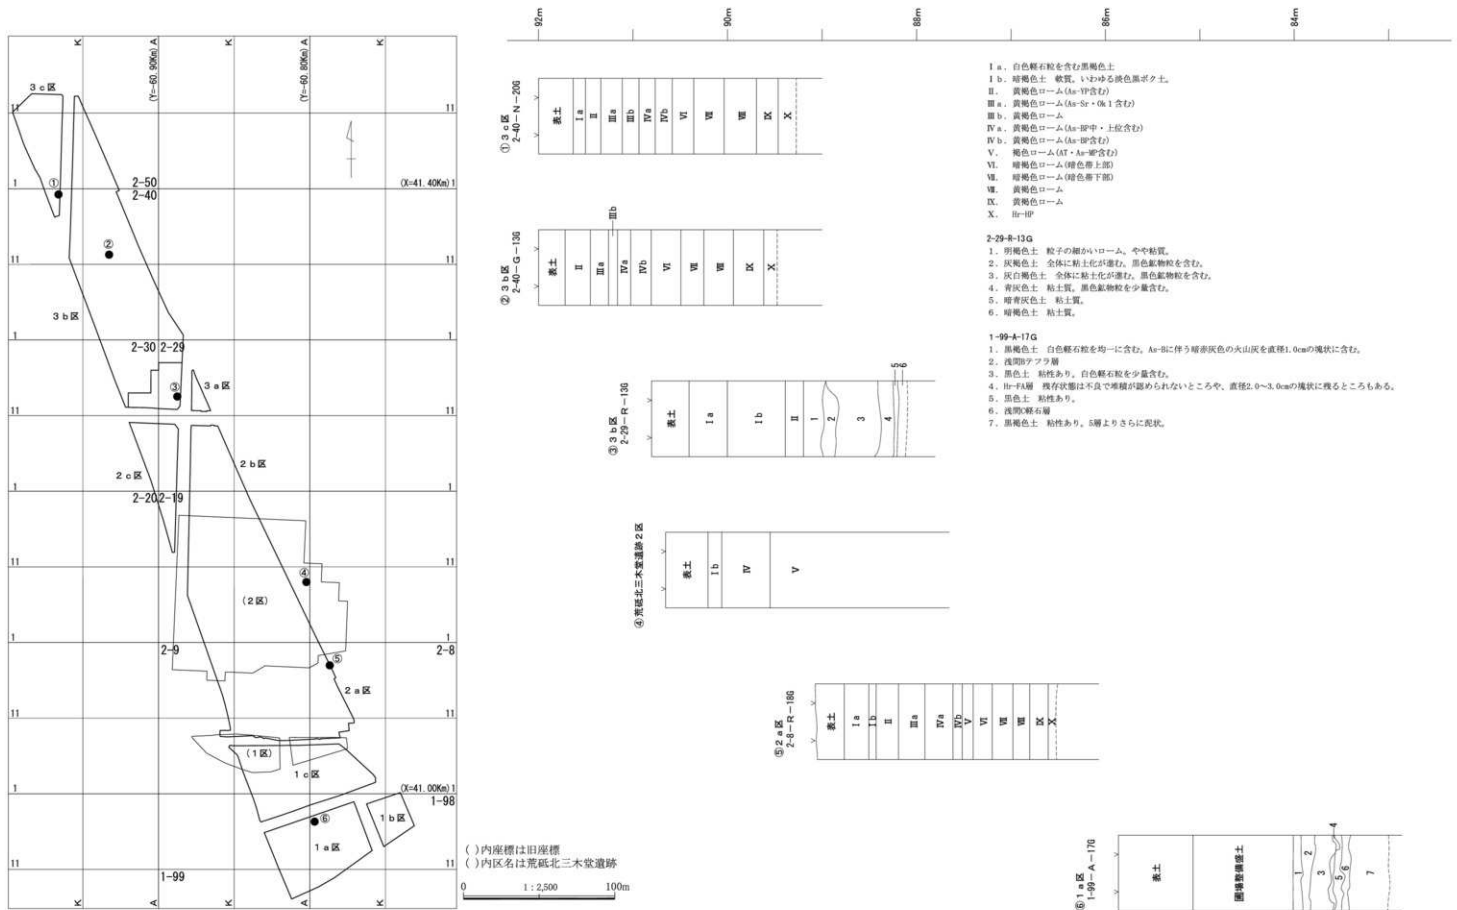 K
(Y=-60.90Km) A
K
(Y=-60.80Km) A
K
3c区
11
11
①
1
2-50
2-40
(X=41.40Km) 1
②
11
11
3b区
1
2-30 2-29
1
③
3a区
11
11
2c区
2b区
1
2-20 2-19
1
11
④
11
(2区)
1
2-9
1
2-8
⑤
2a区
11
11
(1区)
1c区
1
(X=41.00Km) 1
1-98
⑥
1b区
1a区
11
11
1-99
K
A
K
A
K
( )内座標は旧座標
( )内区名は荒砥北三木堂遺跡
0 1 : 2,500 100m
92m
90m
88m
86m
84m
①3c区
2-40-N-20G
表土
Ⅰa
Ⅱ
Ⅲa
Ⅲb
Ⅳa
Ⅳb
Ⅵ
Ⅶ
Ⅷ
Ⅸ
Ⅹ
②3b区
2-40-G-13G
表土
Ⅱ
Ⅲa
Ⅲb
Ⅳa
Ⅳb
Ⅵ
Ⅶ
Ⅷ
Ⅸ
Ⅹ
③3b区
2-29-R-13G
表土
Ⅰa
Ⅰb
Ⅱ
1
2
3
4
5
6
④荒砥北三木堂遺跡2区
表土
Ⅰb
Ⅳ
Ⅴ
⑤2a区
2-8-R-18G
表土
Ⅰa
Ⅰb
Ⅱ
Ⅲa
Ⅳa
Ⅳb
Ⅴ
Ⅵ
Ⅶ
Ⅷ
Ⅸ
Ⅹ
⑥1a区
1-99-A-17G
表土
圃場整備盛土
1
2
3
4
5
6
7
Ⅰa. 白色軽石粒を含む黒褐色土
Ⅰb. 暗褐色土 軟質。いわゆる淡色黒ボク土。
Ⅱ. 黄褐色ローム(As-YP含む)
Ⅲa. 黄褐色ローム(As-Sr・Ok1含む)
Ⅲb. 黄褐色ローム
Ⅳa. 黄褐色ローム(As-BP中・上位含む)
Ⅳb. 黄褐色ローム(As-BP含む)
Ⅴ. 褐色ローム(AT・As-MP含む)
Ⅵ. 暗褐色ローム(暗色帯上部)
Ⅶ. 暗褐色ローム(暗色帯下部)
Ⅷ. 黄褐色ローム
Ⅸ. 黄褐色ローム
Ⅹ. Hr-HP
2-29-R-13G
1. 明褐色土 粒子の細かいローム。やや粘質。
2. 灰褐色土 全体に粘土化が進む。黒色鉱物粒を含む。
3. 灰白褐色土 全体に粘土化が進む。黒色鉱物粒を含む。
4. 青灰色土 粘土質。黒色鉱物粒を少量含む。
5. 暗青灰色土 粘土質。
6. 暗褐色土 粘土質。
1-99-A-17G
1. 黒褐色土 白色軽石粒を均一に含む。As-Bに伴う暗赤灰色の火山灰を直径1.0cmの塊状に含む。
2. 浅間Bテフラ層
3. 黒色土 粘性あり。白色軽石粒を少量含む。
4. Hr-FA層 残存状態は不良で堆積が認められないところや、直径2.0～3.0cmの塊状に残るところもある。
5. 黒色土 粘性あり。
6. 浅間C軽石層
7. 黒褐色土 粘性あり。5層よりさらに泥状。